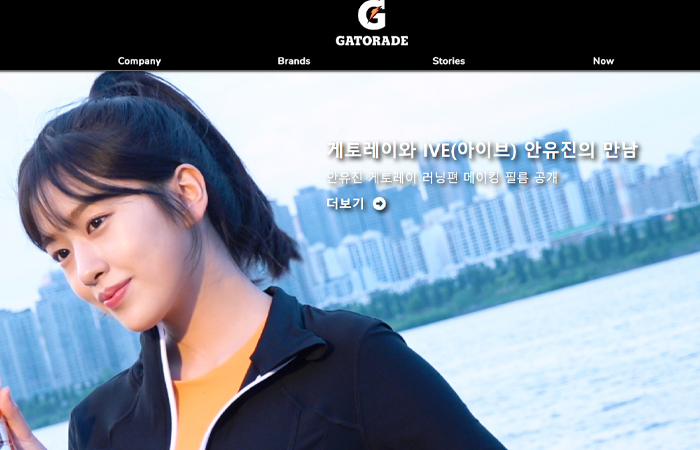 G
GATORADE
Company Brands Stories Now
게토레이와 IVE(아이브) 안유진의 만남
안유진 게토레이 러닝편 메이킹 필름 공개
더보기